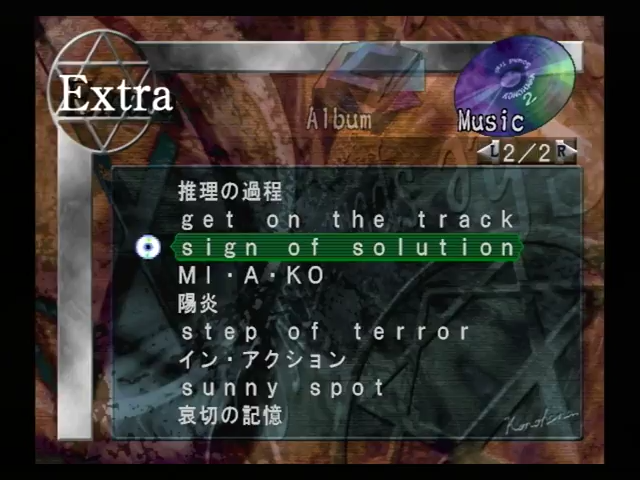 Extra
Album
Music
L 2/2 R
推理の過程
get on the track
sign of solution
MI・A・KO
陽炎
step of terror
イン・アクション
sunny spot
哀切の記憶